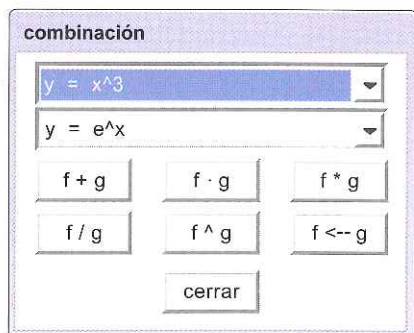 combinación
y = x^3
y = e^x
f + g f · g f * g
f / g f ^ g f <-- g
cerrar